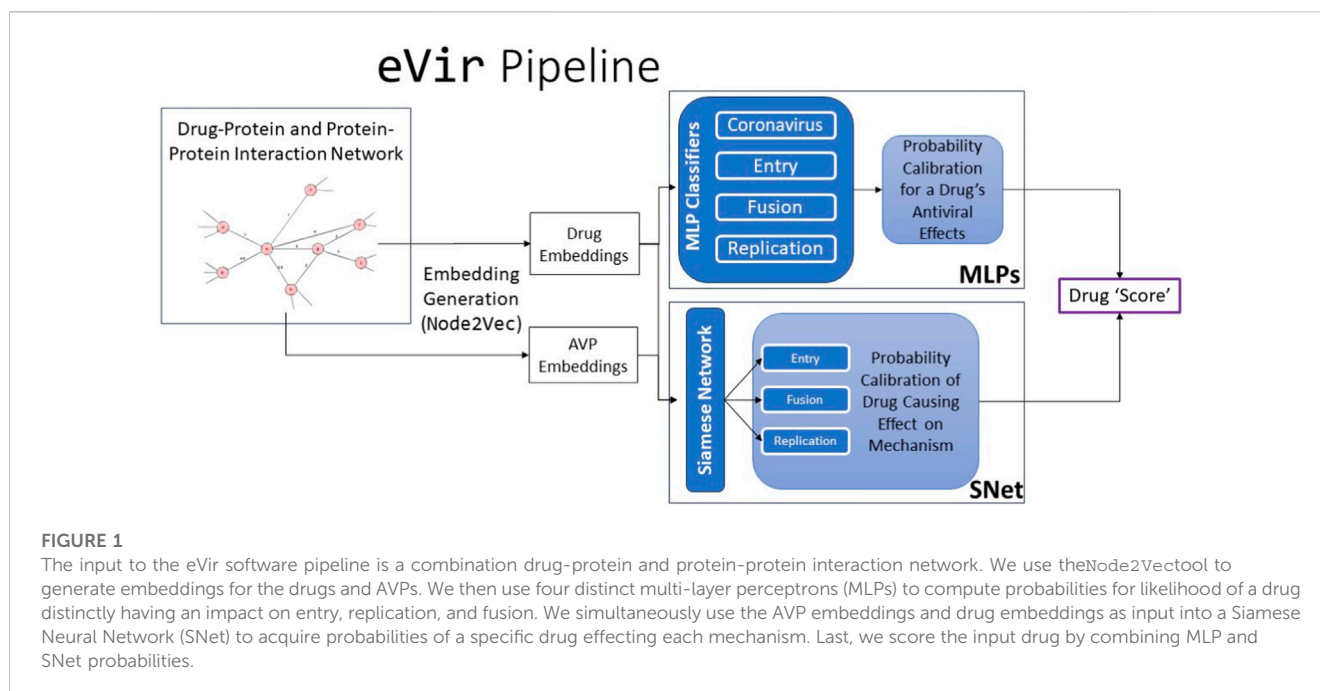 eVir Pipeline
Drug-Protein and Protein-
Protein Interaction Network
Embedding
Generation
(Node2Vec)
Drug
Embeddings
AVP
Embeddings
MLP Classifiers
Coronavirus
Entry
Fusion
Replication
Probability
Calibration
for a Drug's
Antiviral
Effects
MLPs
Siamese Network
Entry
Fusion
Replication
Probability
Calibration of
Drug Causing
Effect on
Mechanism
SNet
Drug ‘Score’
FIGURE 1
The input to the eVir software pipeline is a combination drug-protein and protein-protein interaction network. We use theNode2Vectool to
generate embeddings for the drugs and AVPs. We then use four distinct multi-layer perceptrons (MLPs) to compute probabilities for likelihood of a drug
distinctly having an impact on entry, replication, and fusion. We simultaneously use the AVP embeddings and drug embeddings as input into a Siamese
Neural Network (SNet) to acquire probabilities of a specific drug effecting each mechanism. Last, we score the input drug by combining MLP and
SNet probabilities.